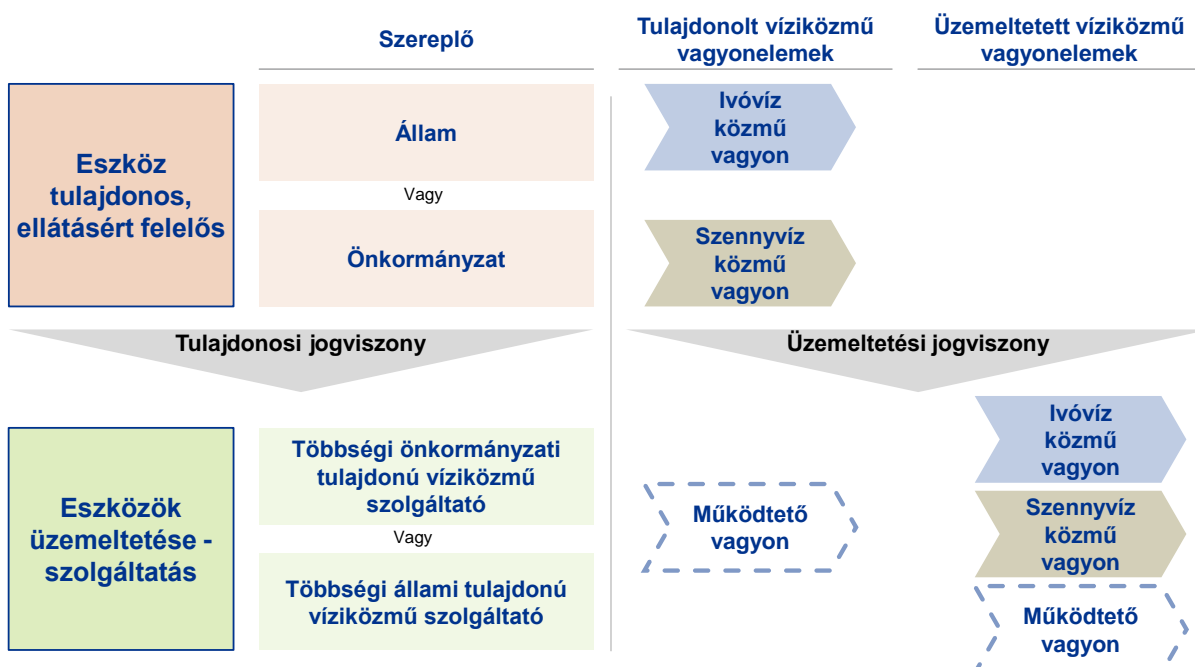 Szereplő
Tulajdonolt víziközmű
vagyonelemek
Üzemeltetett víziközmű
vagyonelemek
Eszköz
tulajdonos,
ellátásért felelős
Állam
Vagy
Önkormányzat
Ivóvíz
közmű
vagyon
Szennyvíz
közmű
vagyon
Tulajdonosi jogviszony
Üzemeltetési jogviszony
Eszközök
üzemeltetése -
szolgáltatás
Többségi önkormányzati
tulajdonú víziközmű
szolgáltató
Vagy
Többségi állami tulajdonú
víziközmű szolgáltató
Működtető
vagyon
Ivóvíz
közmű
vagyon
Szennyvíz
közmű
vagyon
Működtető
vagyon